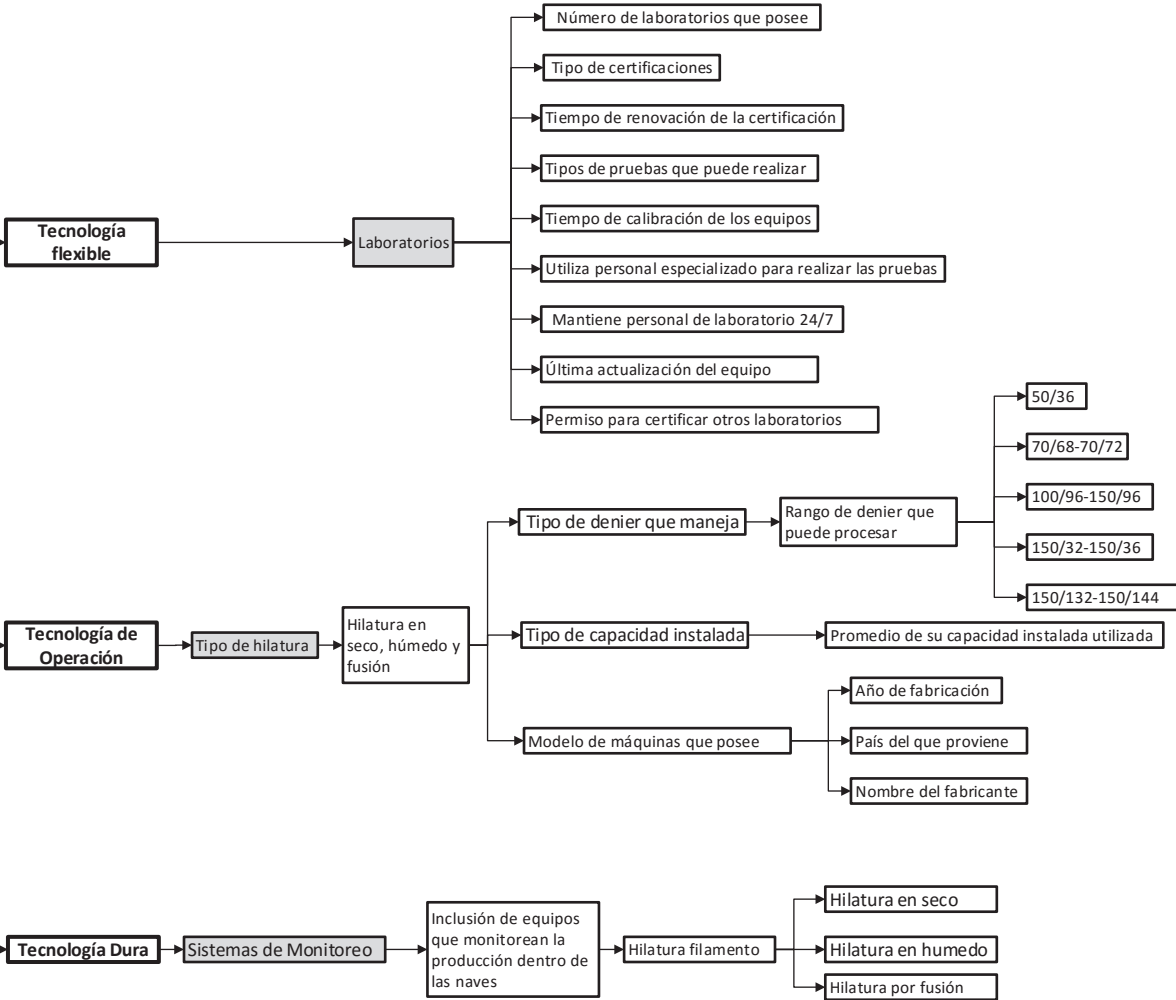 Número de laboratorios que posee
Tipo de certificaciones
Tiempo de renovación de la certificación
Tipos de pruebas que puede realizar
Tiempo de calibración de los equipos
Tecnología
flexible
Laboratorios
Utiliza personal especializado para realizar las pruebas
Mantiene personal de laboratorio 24/7
Última actualización del equipo
Permiso para certificar otros laboratorios
50/36
70/68-70/72
100/96-150/96
150/32-150/36
150/132-150/144
Tipo de denier que maneja
Rango de denier que
puede procesar
Tecnología de
Operación
Tipo de hilatura
Hilatura en
seco, húmedo y
fusión
Tipo de capacidad instalada
Promedio de su capacidad instalada utilizada
Año de fabricación
Modelo de máquinas que posee
País del que proviene
Nombre del fabricante
Tecnología Dura
Sistemas de Monitoreo
Inclusión de equipos
que monitorean la
producción dentro de
las naves
Hilatura filamento
Hilatura en seco
Hilatura en humedo
Hilatura por fusión